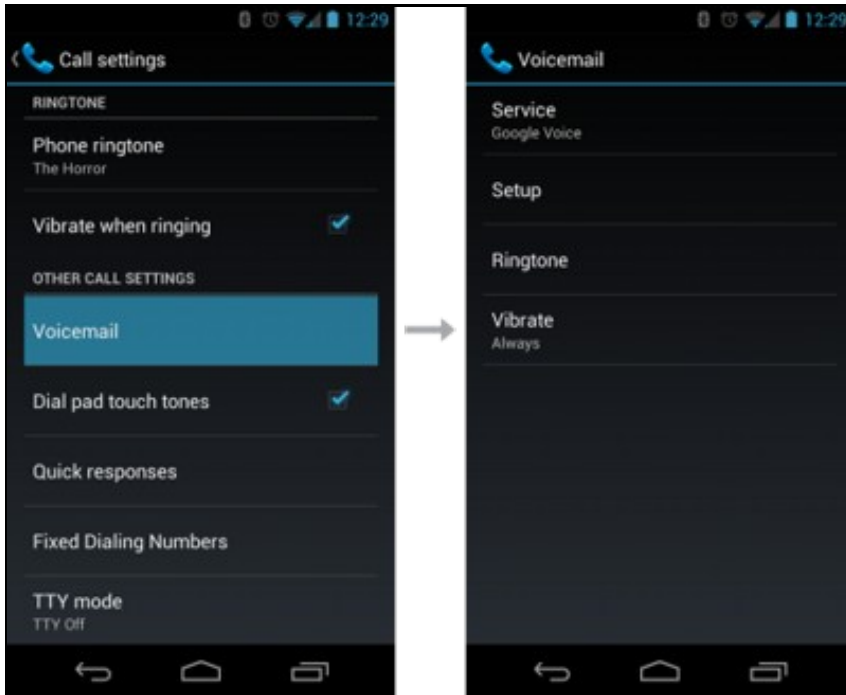 12:29
Call settings
RINGTONE
Phone ringtone
The Horror
Vibrate when ringing
OTHER CALL SETTINGS
Voicemail
Dial pad touch tones
Quick responses
Fixed Dialing Numbers
TTY mode
TTY Off
12:29
Voicemail
Service
Google Voice
Setup
Ringtone
Vibrate
Always